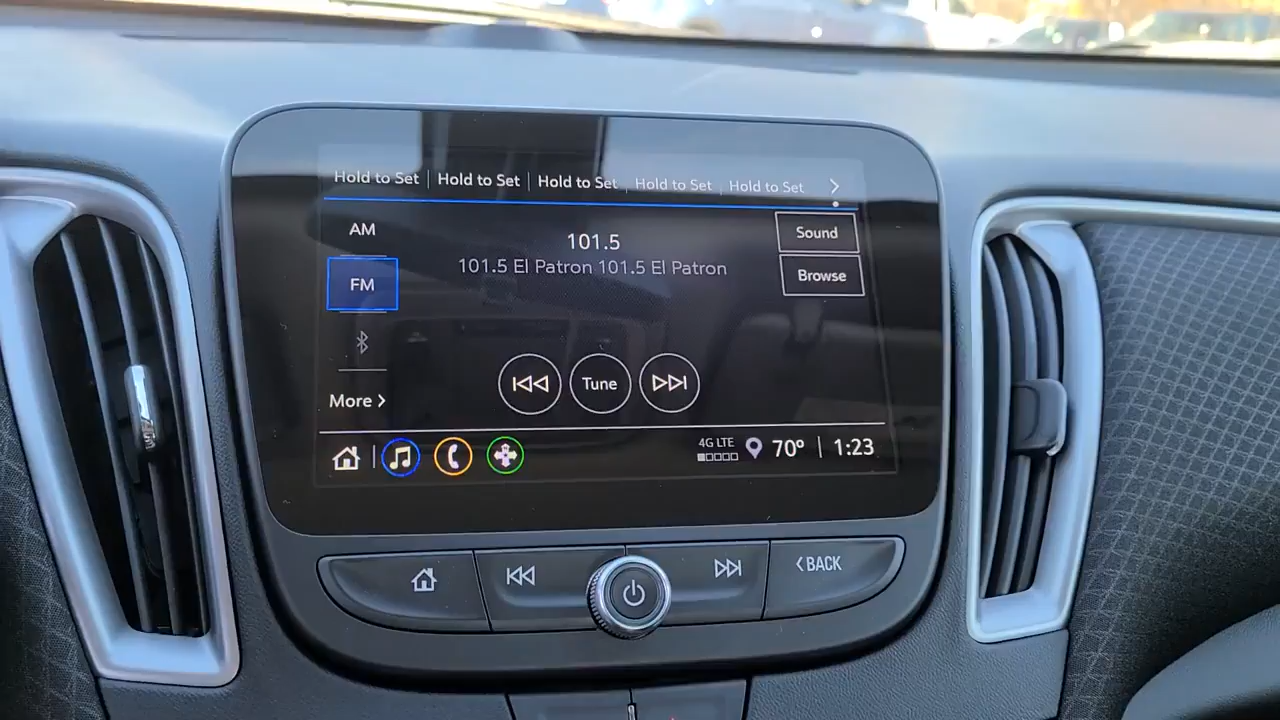 Hold to Set Hold to Set Hold to Set Hold to Set Hold to Set
AM
101.5
Sound
101.5 El Patron 101.5 El Patron
FM
Browse
Tune
More
4G LTE
70° 1:23
BACK